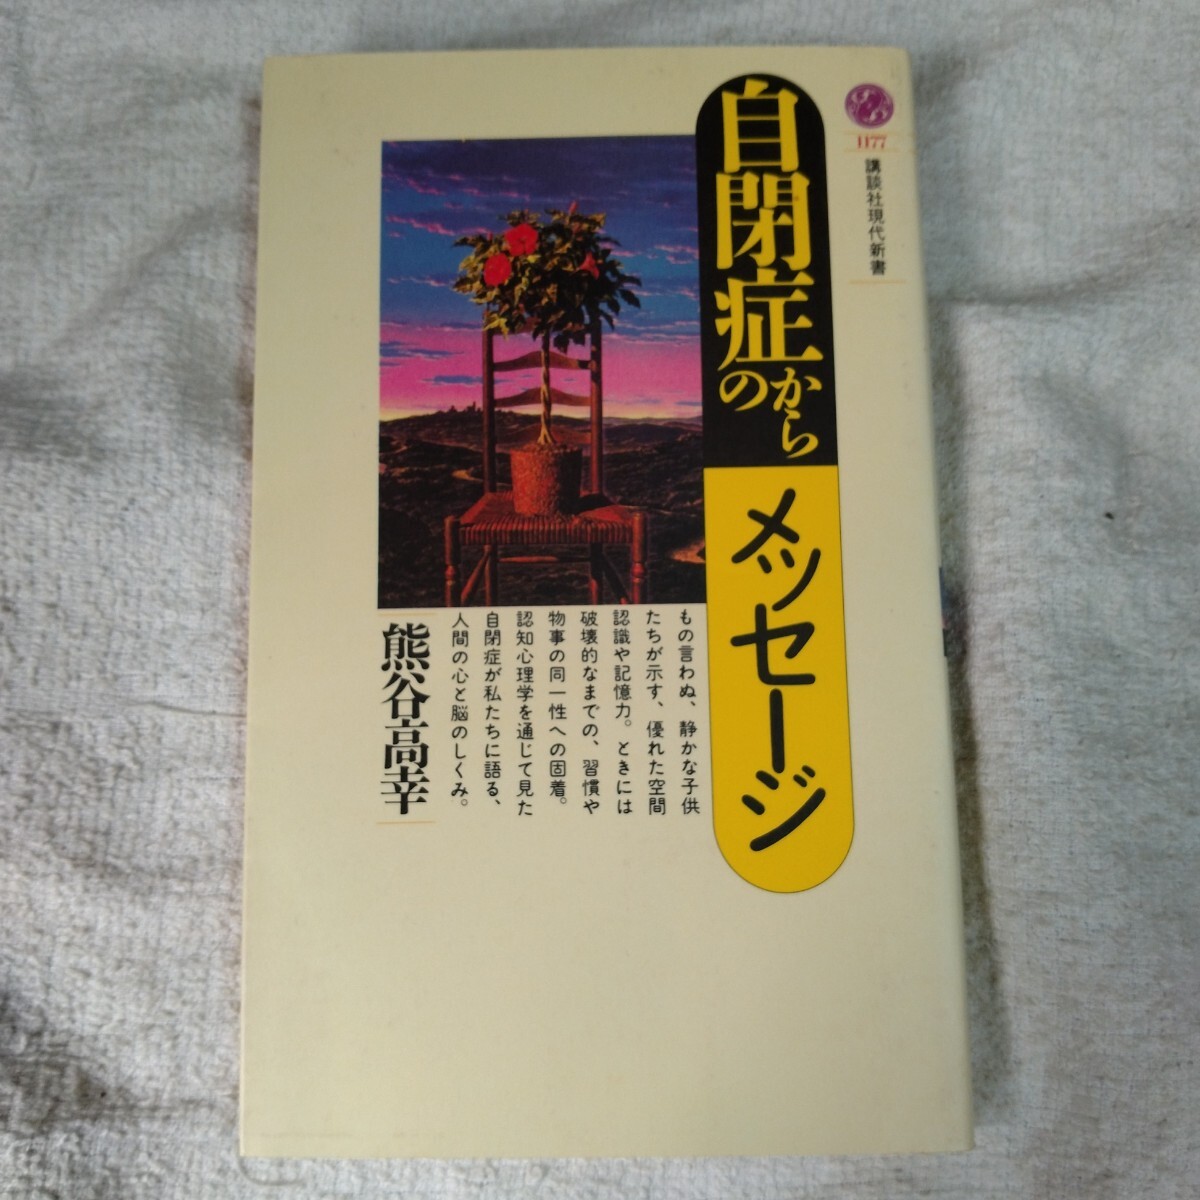 1177
講談社現代新書
自閉症からの
メッセージ
もの言わぬ、静かな子供
たちが示す、優れた空間
認識や記憶力。ときには
破壊的なまでの、習慣や
物事の同一性への固着。
認知心理学を通じて見た
自閉症が私たちに語る、
人間の心と脳のしくみ。
熊谷高幸